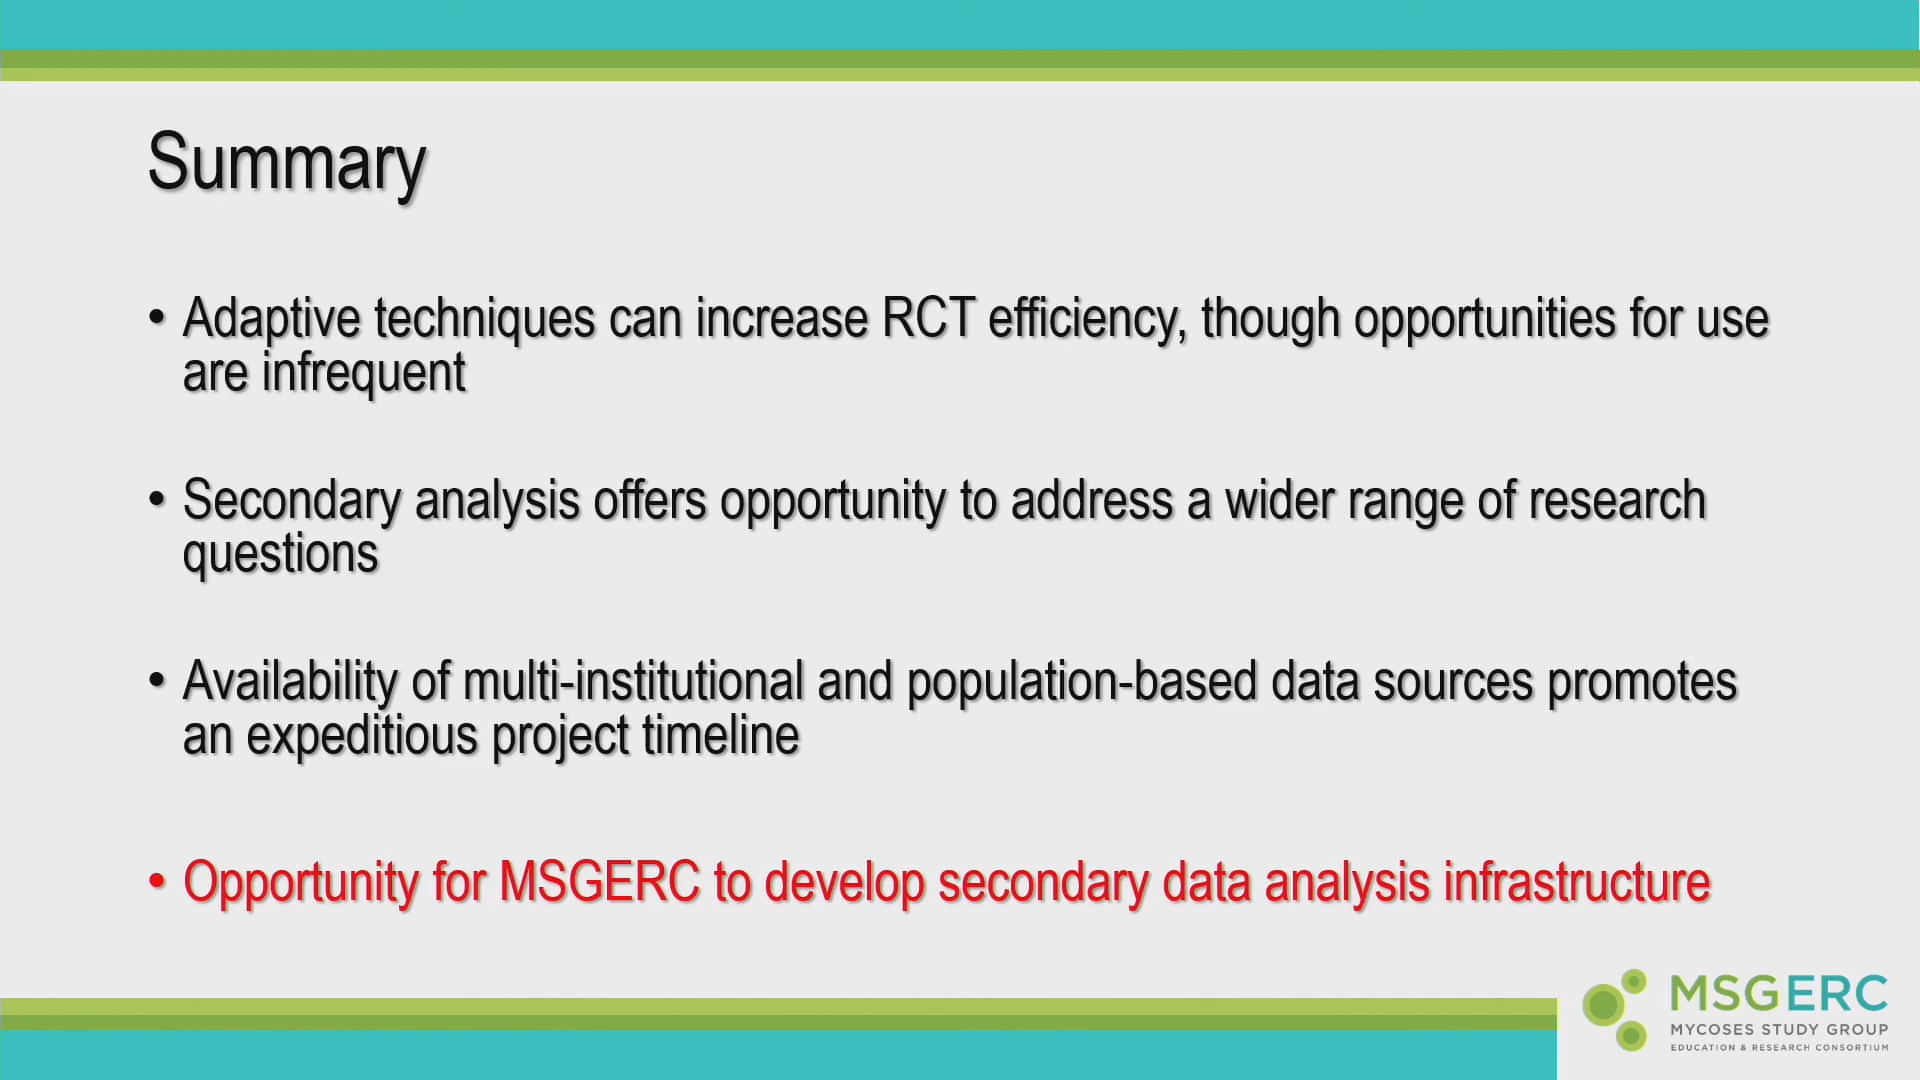 Summary
• Adaptive techniques can increase RCT efficiency, though opportunities for use
are infrequent
• Secondary analysis offers opportunity to address a wider range of research
questions
• Availability of multi-institutional and population-based data sources promotes
an expeditious project timeline
• Opportunity for MSGERC to develop secondary data analysis infrastructure
MSGERC
MYCOSES STUDY GROUP
EDUCATION & RESEARCH CONSORTIUM